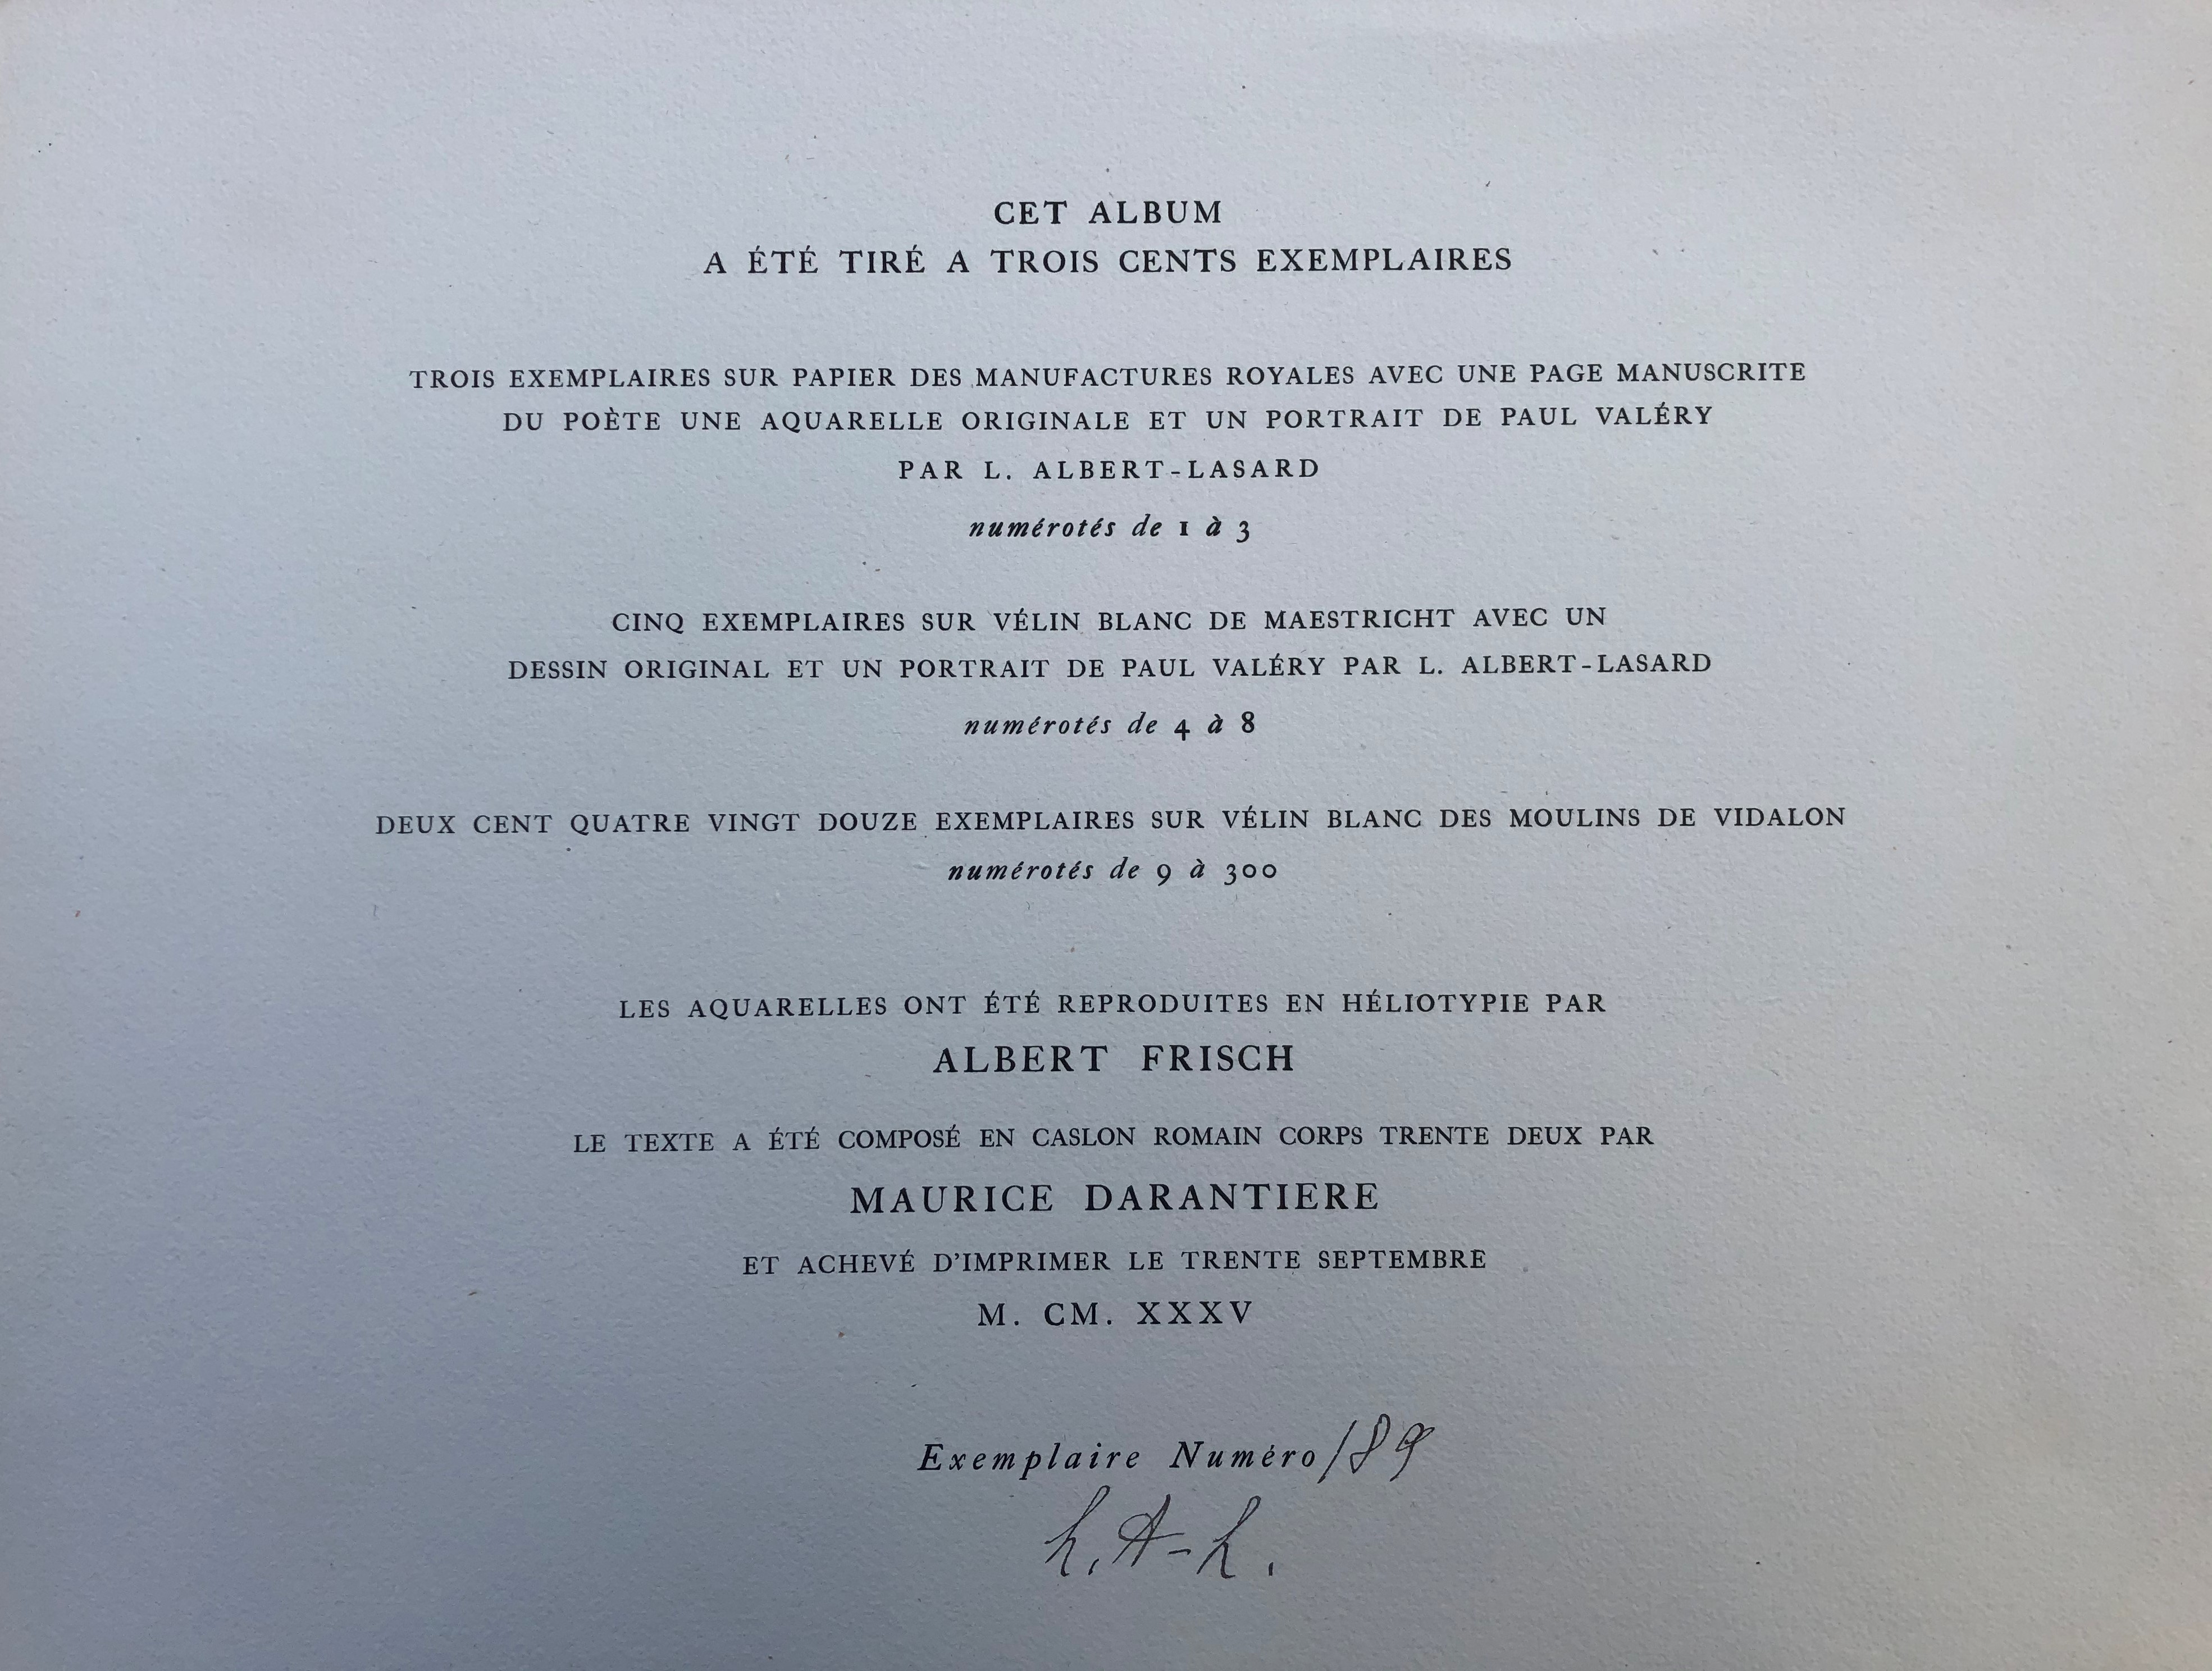 CET ALBUM
A ÉTÉ TIRÉ A TROIS CENTS EXEMPLAIRES
TROIS EXEMPLAIRES SUR PAPIER DES MANUFACTURES ROYALES AVEC UNE PAGE MANUSCRITE
DU POÈTE UNE AQUARELLE ORIGINALE ET UN PORTRAIT DE PAUL VALÉRY
PAR L. ALBERT-LASARD
numérotés de 1 à 3
CINQ EXEMPLAIRES SUR VÉLIN BLANC DE MAESTRICHT AVEC UN
DESSIN ORIGINAL ET UN PORTRAIT DE PAUL VALÉRY PAR L. ALBERT-LASARD
numérotés de 4 à 8
DEUX CENT QUATRE VINGT DOUZE EXEMPLAIRES SUR VÉLIN BLANC DES MOULINS DE VIDALON
numérotés de 9 à 300
LES AQUARELLES ONT ÉTÉ REPRODUITES EN HÉLIOTYPIE PAR
ALBERT FRISCH
LE TEXTE A ÉTÉ COMPOSÉ EN CASLON ROMAIN CORPS TRENTE DEUX PAR
MAURICE DARANTIERE
ET ACHEVÉ D'IMPRIMER LE TRENTE SEPTEMBRE
M. CM. XXXV
Exemplaire Numéro 189
L. A-L.